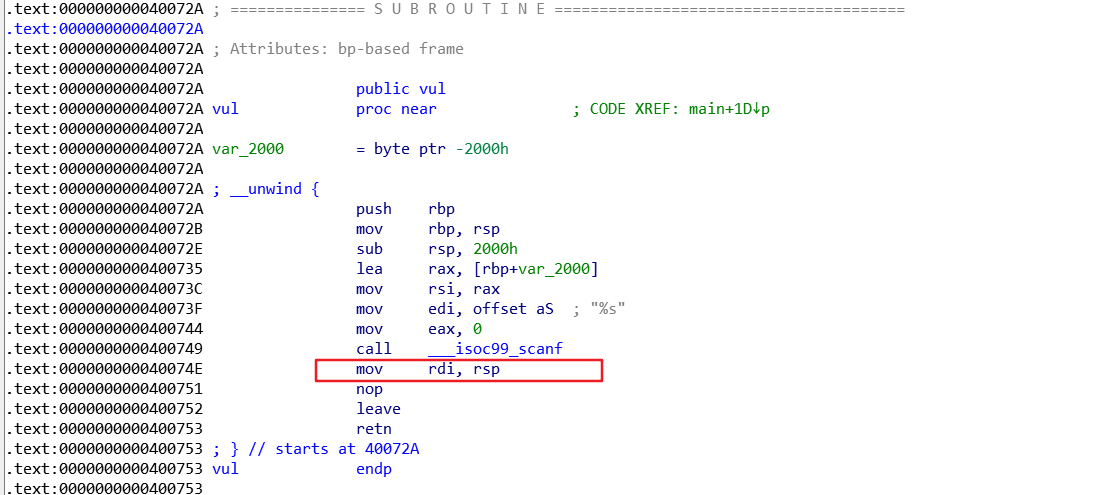 .text:000000000040072A ; =============== S U B R O U T I N E =======================================
.text:000000000040072A
.text:000000000040072A ; Attributes: bp-based frame
.text:000000000040072A
.text:000000000040072A public vul
.text:000000000040072A vul proc near ; CODE XREF: main+1D↓p
.text:000000000040072A
.text:000000000040072A var_2000 = byte ptr -2000h
.text:000000000040072A
.text:000000000040072A ; __unwind {
.text:000000000040072A push rbp
.text:000000000040072B mov rbp, rsp
.text:000000000040072E sub rsp, 2000h
.text:0000000000400735 lea rax, [rbp+var_2000]
.text:000000000040073C mov rsi, rax
.text:000000000040073F mov edi, offset aS ; "%s"
.text:0000000000400744 mov eax, 0
.text:0000000000400749 call ___isoc99_scanf
.text:000000000040074E mov rdi, rsp
.text:0000000000400751 nop
.text:0000000000400752 leave
.text:0000000000400753 retn
.text:0000000000400753 ; } // starts at 40072A
.text:0000000000400753 vul endp
.text:0000000000400753